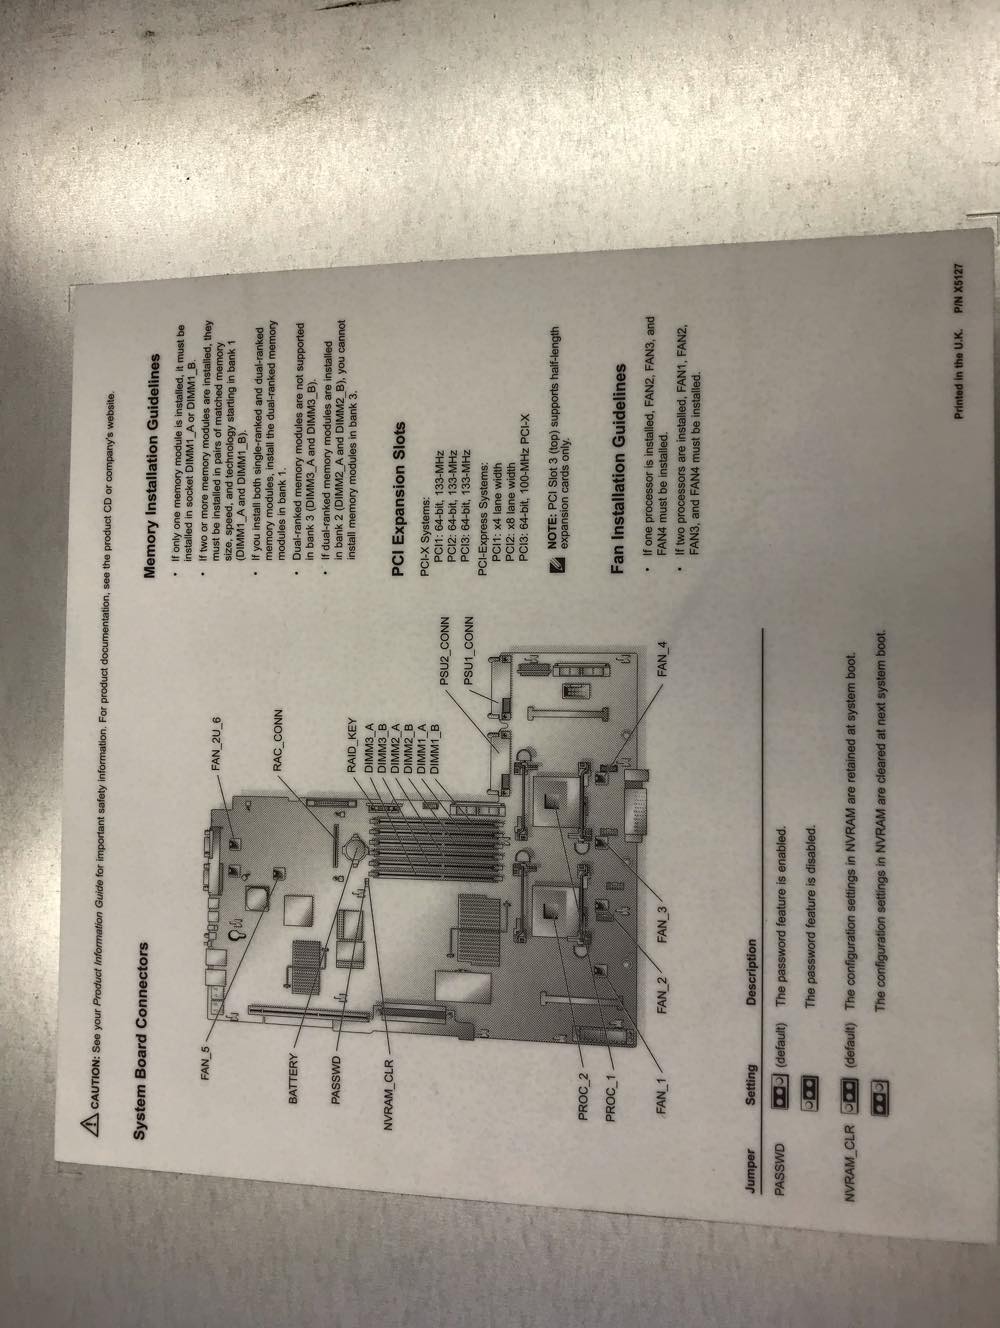 CAUTION: See your Product Information Guide for important safety information. For product documentation, see the product CD or company's website.
System Board Connectors
FAN_5
FAN_2U_6
RAC_CONN
BATTERY
PASSWD
RAID_KEY
DIMM3_A
NVRAM_CLR
DIMM3_B
DIMM2_A
DIMM2_B
DIMM1_A
DIMM1_B
PSU2_CONN
PSU1_CONN
PROC_2
PROC_1
FAN_1
FAN_2
FAN_3
FAN_4
Memory Installation Guidelines
• If only one memory module is installed, it must be
installed in socket DIMM1_A or DIMM1_B.
• If two or more memory modules are installed, they
must be installed in pairs of matched memory
size, speed, and technology starting in bank 1
(DIMM1_A and DIMM1_B).
• If you install both single-ranked and dual-ranked
memory modules, install the dual-ranked memory
modules in bank 1.
• Dual-ranked memory modules are not supported
in bank 3 (DIMM3_A and DIMM3_B).
• If dual-ranked memory modules are installed
in bank 2 (DIMM2_A and DIMM2_B), you cannot
install memory modules in bank 3.
PCI Expansion Slots
PCI-X Systems:
PCI1: 64-bit, 133-MHz
PCI2: 64-bit, 133-MHz
PCI3: 64-bit, 133-MHz
PCI-Express Systems:
PCI1: x4 lane width
PCI2: x8 lane width
PCI3: 64-bit, 100-MHz PCI-X
NOTE: PCI Slot 3 (top) supports half-length
expansion cards only.
Fan Installation Guidelines
• If one processor is installed, FAN2, FAN3, and
FAN4 must be installed.
• If two processors are installed, FAN1, FAN2,
FAN3, and FAN4 must be installed.
Jumper Setting Description
PASSWD (default) The password feature is enabled.
The password feature is disabled.
NVRAM_CLR (default) The configuration settings in NVRAM are retained at system boot.
The configuration settings in NVRAM are cleared at next system boot.
Printed in the U.K. P/N X5127